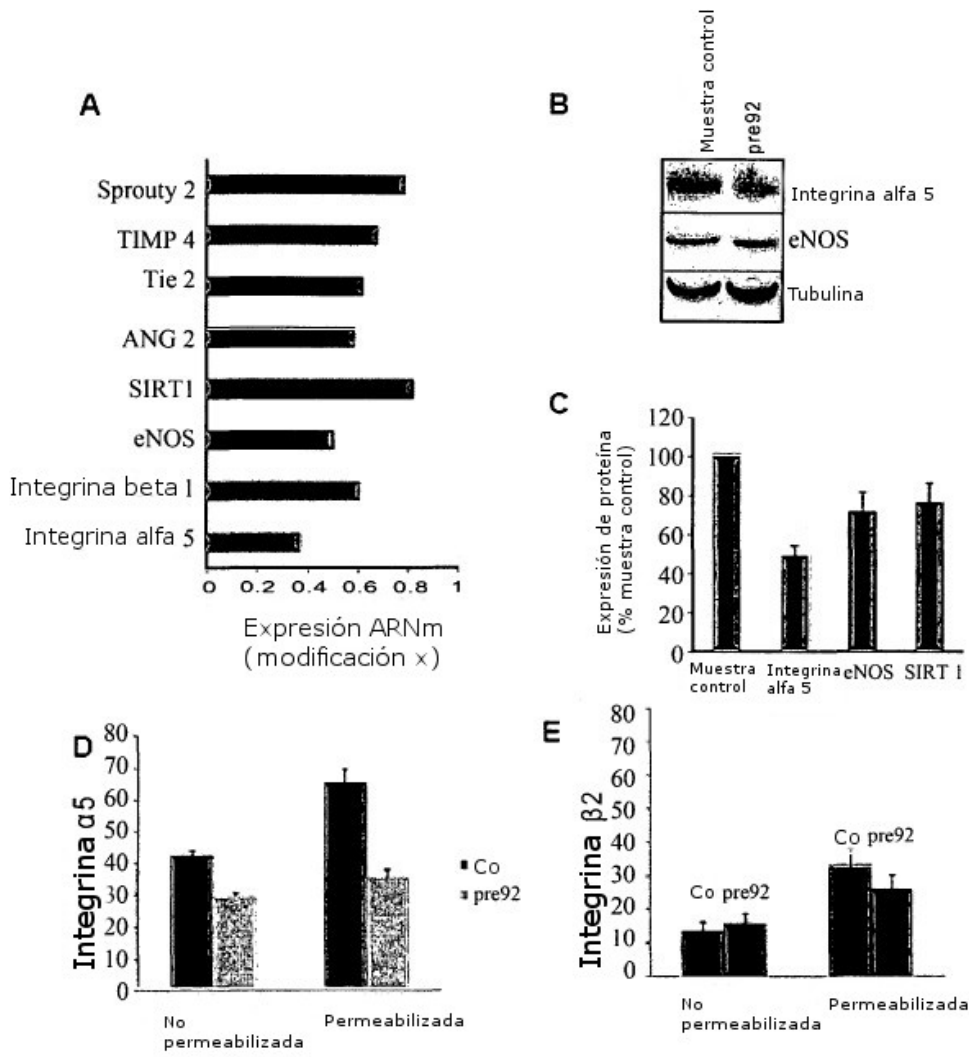 A
Sprouty 2
TIMP 4
Tie 2
ANG 2
SIRT1
eNOS
Integrina beta 1
Integrina alfa 5
0 0.2 0.4 0.6 0.8 1
Expresión ARNm
(modificación x)
B
Muestra control
pre92
Integrina alfa 5
eNOS
Tubulina
C
Expresión de proteína
(% muestra control)
120
100
80
60
40
20
0
Muestra
control
Integrina
alfa 5
eNOS
SIRT 1
D
Integrina α5
80
70
60
50
40
30
20
10
0
No
permeabilizada
Permeabilizada
Co
pre92
E
Integrina β2
80
70
60
50
40
30
20
10
0
Co pre92
Co pre92
No
permeabilizada
Permeabilizada